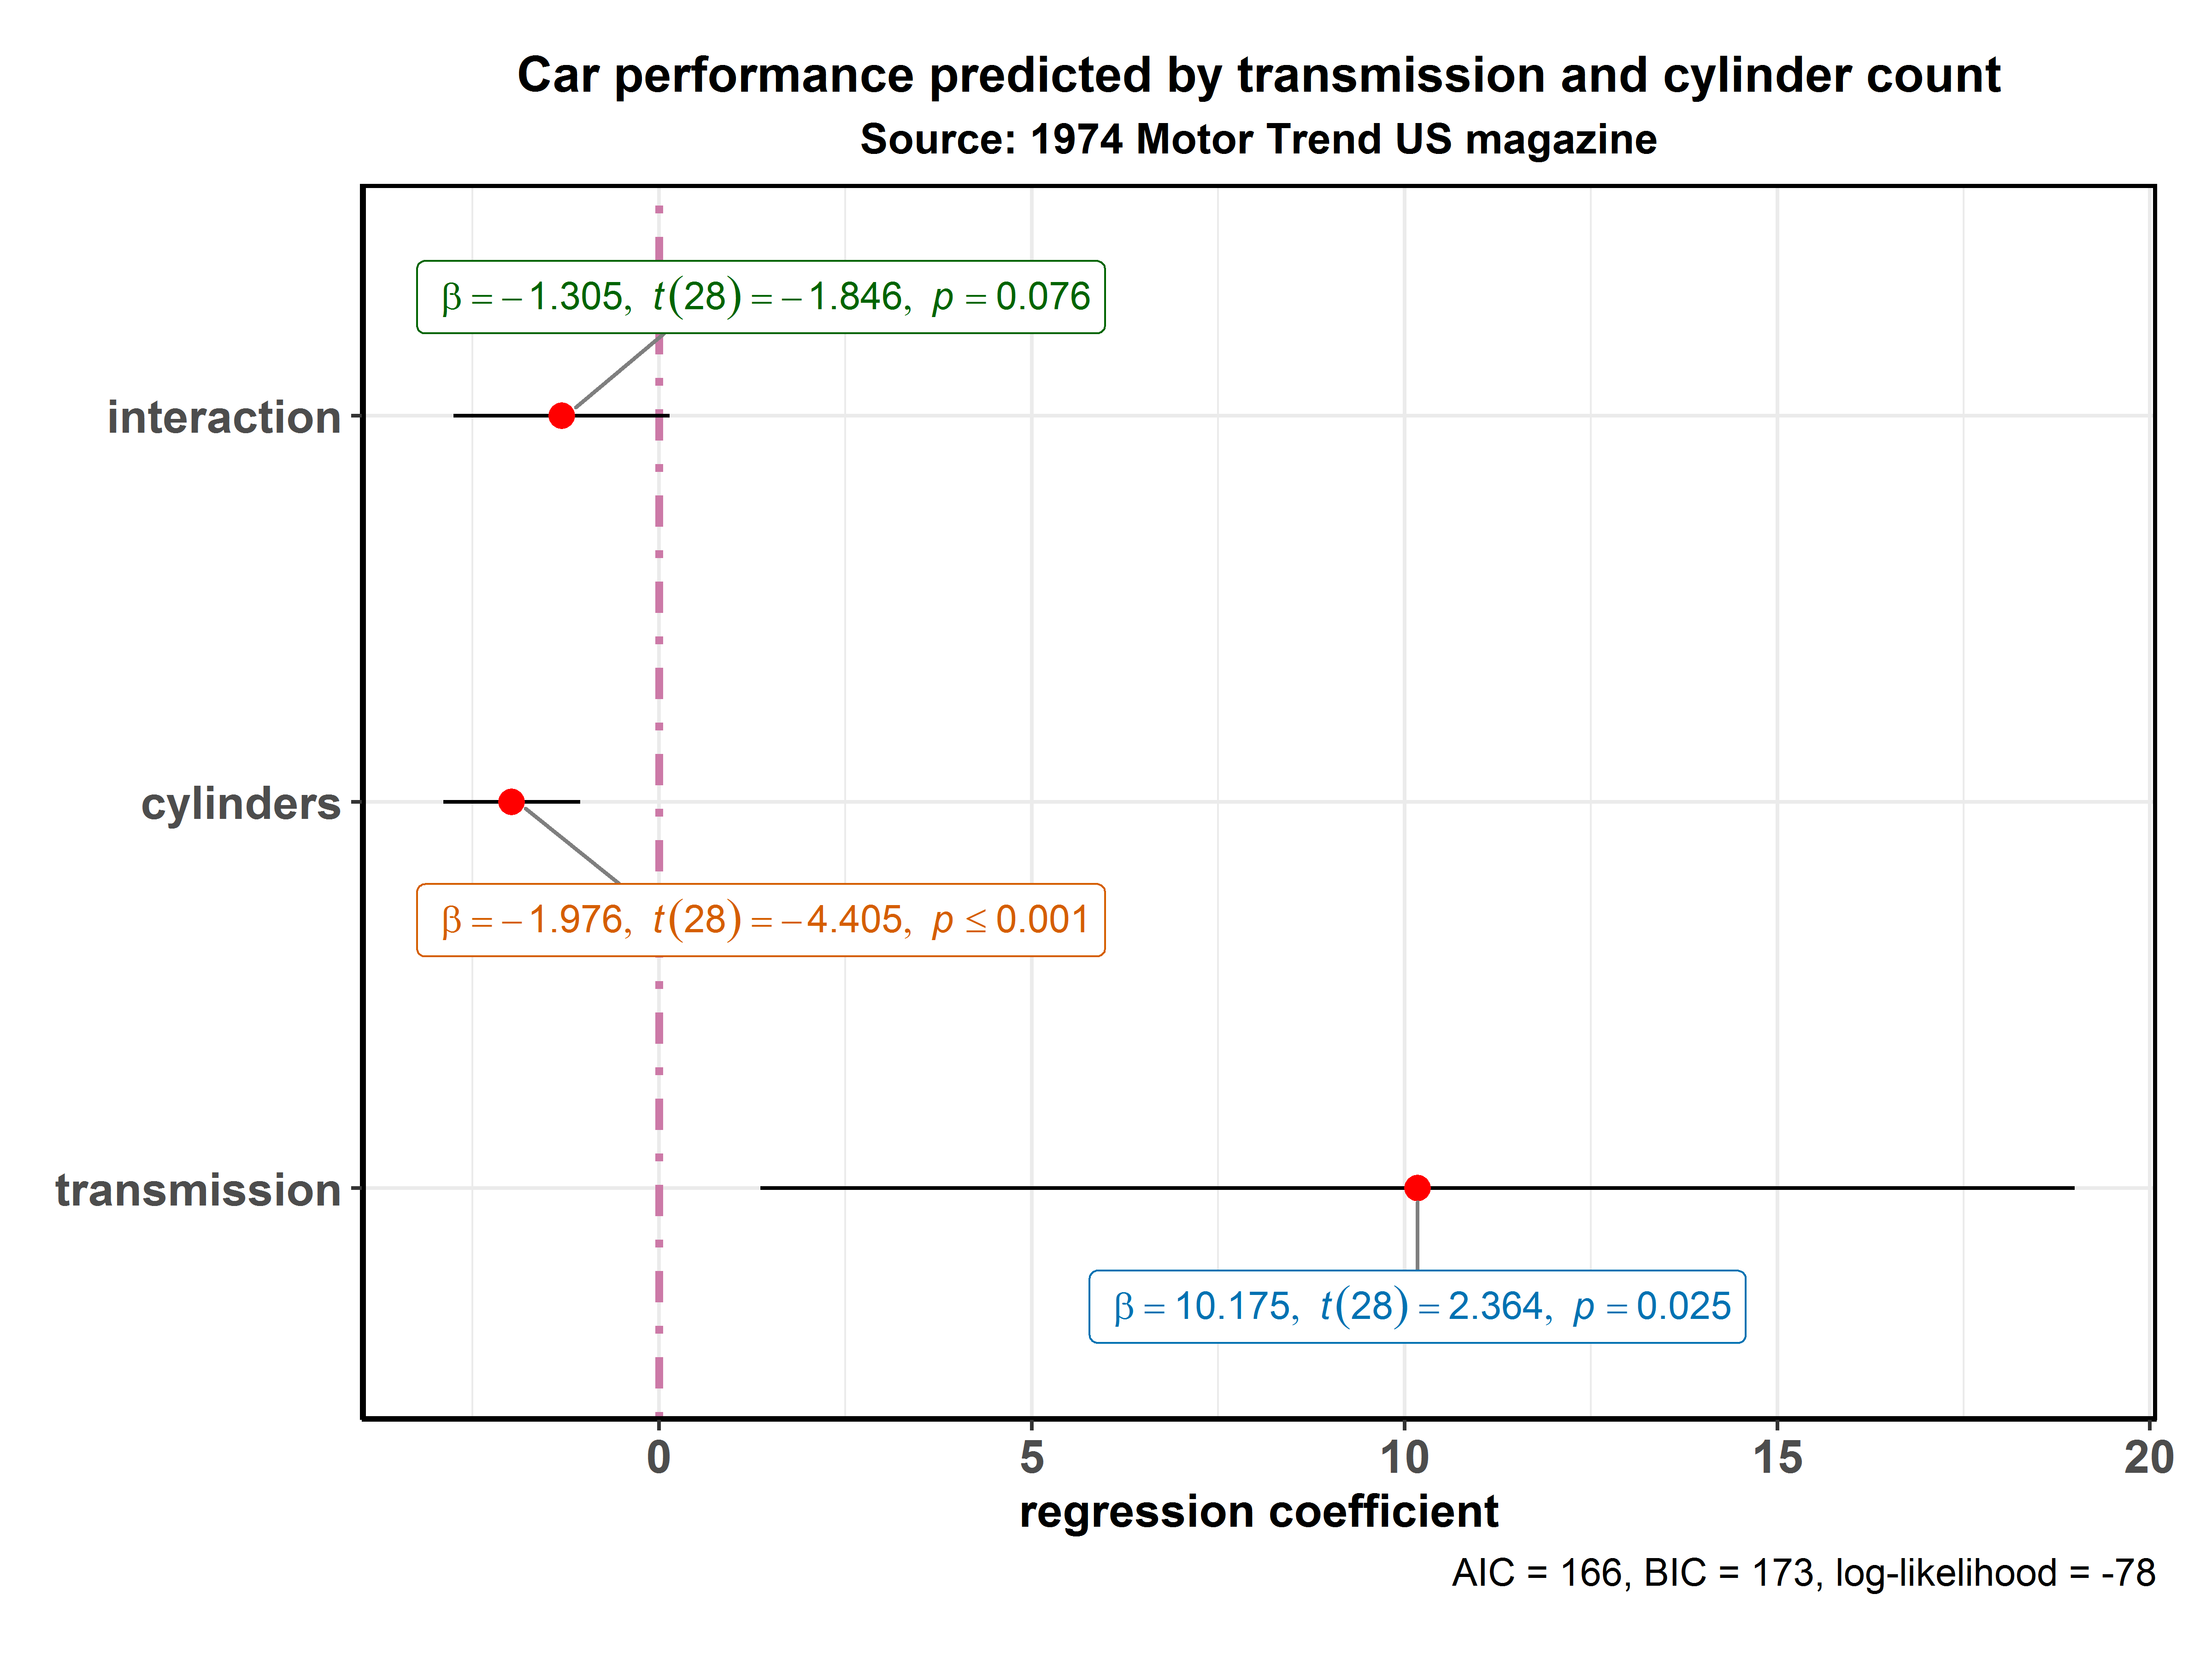 Car performance predicted by transmission and cylinder count
Source: 1974 Motor Trend US magazine
β = − 1.305, t(28) = − 1.846, p = 0.076
interaction
cylinders
β = − 1.976, t(28) = − 4.405, p ≤ 0.001
transmission
β = 10.175, t(28) = 2.364, p = 0.025
0 5 10 15 20
regression coefficient
AIC = 166, BIC = 173, log-likelihood = -78